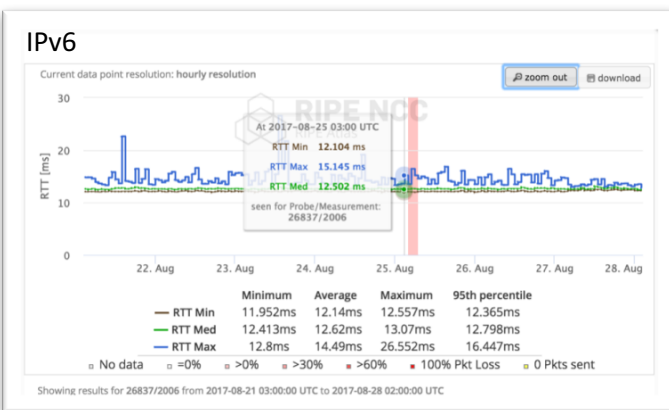 IPv6
Current data point resolution: hourly resolution
zoom out
download
30
20
10
0
RTT [ms]
RIPE NCC
RIPE Atlas
At 2017-08-25 03:00 UTC
RTT Min 12.104 ms
RTT Max 15.145 ms
RTT Med 12.502 ms
seen for Probe/Measurement:
26837/2006
22. Aug 23. Aug 24. Aug 25. Aug 26. Aug 27. Aug 28. Aug
Minimum Average Maximum 95th percentile
RTT Min 11.952ms 12.14ms 12.557ms 12.365ms
RTT Med 12.413ms 12.62ms 13.07ms 12.798ms
RTT Max 12.8ms 14.49ms 26.552ms 16.447ms
No data =0% >0% >30% >60% 100% Pkt Loss 0 Pkts sent
Showing results for 26837/2006 from 2017-08-21 03:00:00 UTC to 2017-08-28 02:00:00 UTC